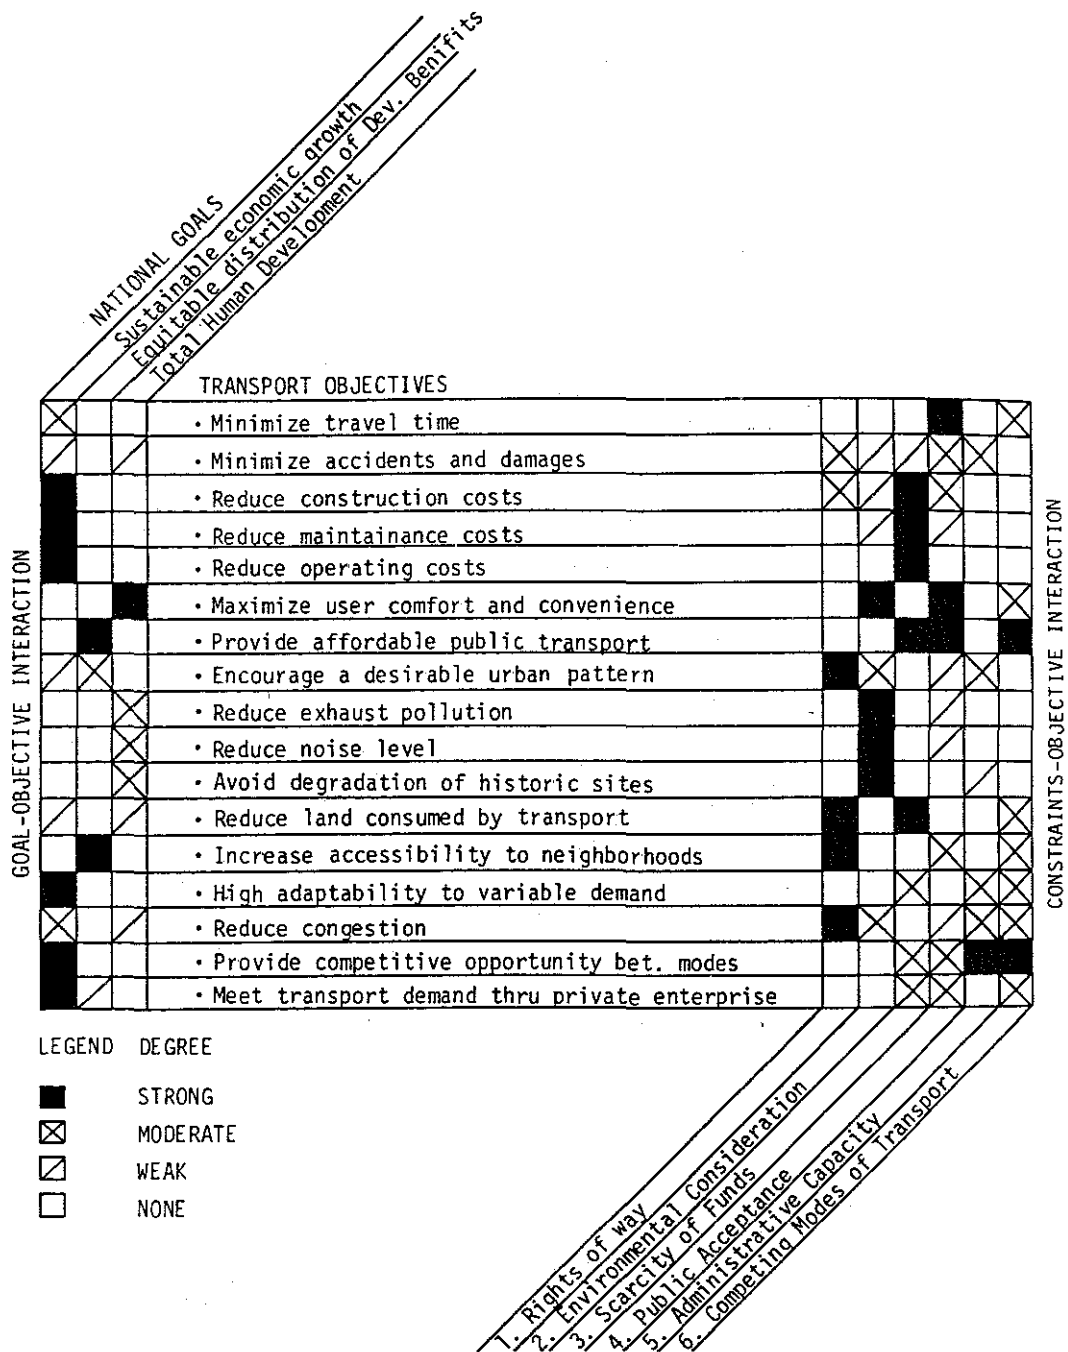 NATIONAL GOALS
Sustainable economic growth
Equitable distribution of Dev. Benifits
Total Human Development
TRANSPORT OBJECTIVES
• Minimize travel time
• Minimize accidents and damages
• Reduce construction costs
• Reduce maintainance costs
• Reduce operating costs
• Maximize user comfort and convenience
• Provide affordable public transport
• Encourage a desirable urban pattern
• Reduce exhaust pollution
• Reduce noise level
• Avoid degradation of historic sites
• Reduce land consumed by transport
• Increase accessibility to neighborhoods
• High adaptability to variable demand
• Reduce congestion
• Provide competitive opportunity bet. modes
• Meet transport demand thru private enterprise
GOAL-OBJECTIVE INTERACTION
CONSTRAINTS-OBJECTIVE INTERACTION
LEGEND DEGREE
STRONG
MODERATE
WEAK
NONE
1. Rights of way
2. Environmental Consideration
3. Scarcity of Funds
4. Public Acceptance
5. Administrative Capacity
6. Competing Modes of Transport